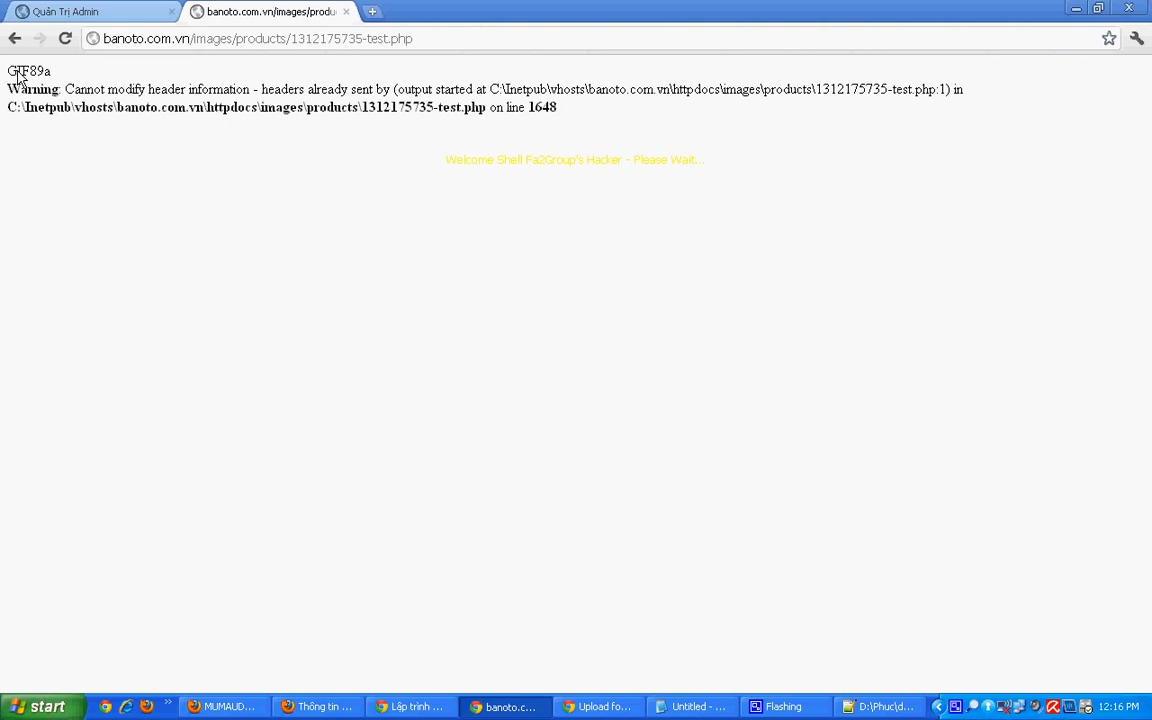 Quản Trị Admin
banoto.com.vn/images/produ
banoto.com.vn/images/products/1312175735-test.php
GIF89a
Warning: Cannot modify header information - headers already sent by (output started at C:\Inetpub\vhosts\banoto.com.vn\httpdocs\images\products\1312175735-test.php:1) in
C:\Inetpub\vhosts\banoto.com.vn\httpdocs\images\products\1312175735-test.php on line 1648
Welcome Shell Fa2Group's Hacker - Please Wait...
start
MUMAUD...
Thông tin ...
Lập trình ...
banoto.c...
Upload fo...
Untitled - ...
Flashing
D:\Phuc\d...
12:16 PM